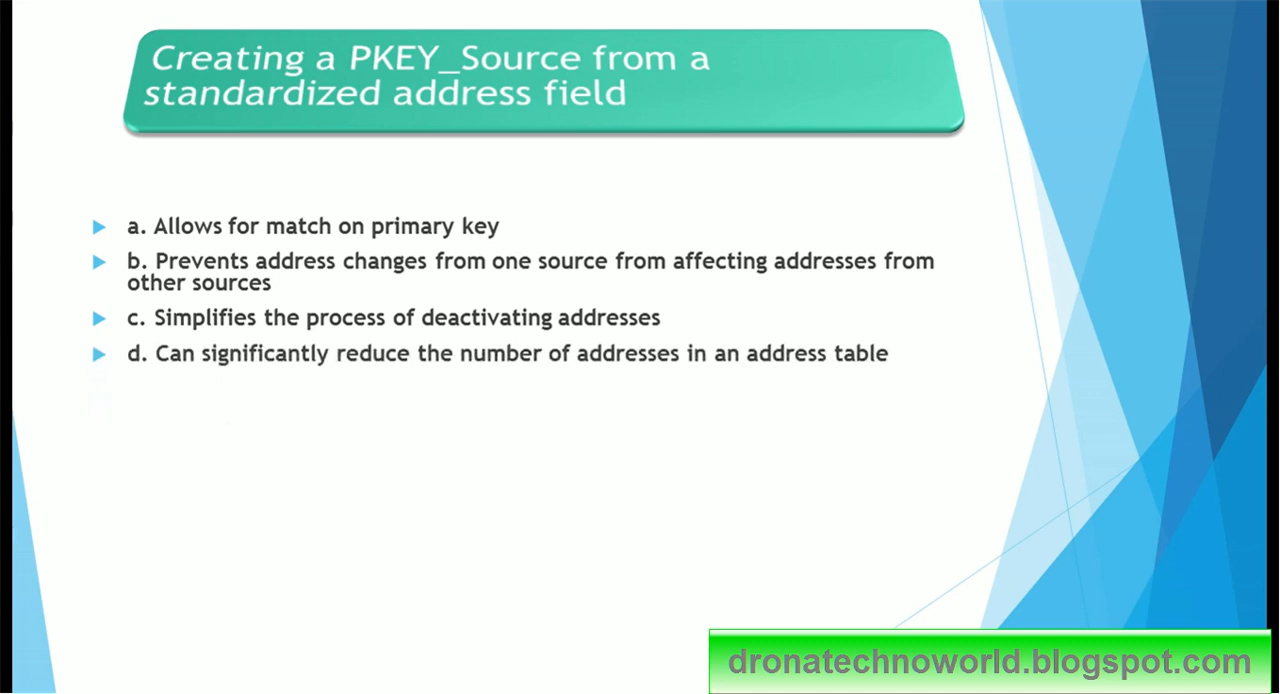 Creating a PKEY_Source from a
standardized address field
a. Allows for match on primary key
b. Prevents address changes from one source from affecting addresses from
other sources
c. Simplifies the process of deactivating addresses
d. Can significantly reduce the number of addresses in an address table
dronatechnoworld.blogspot.com